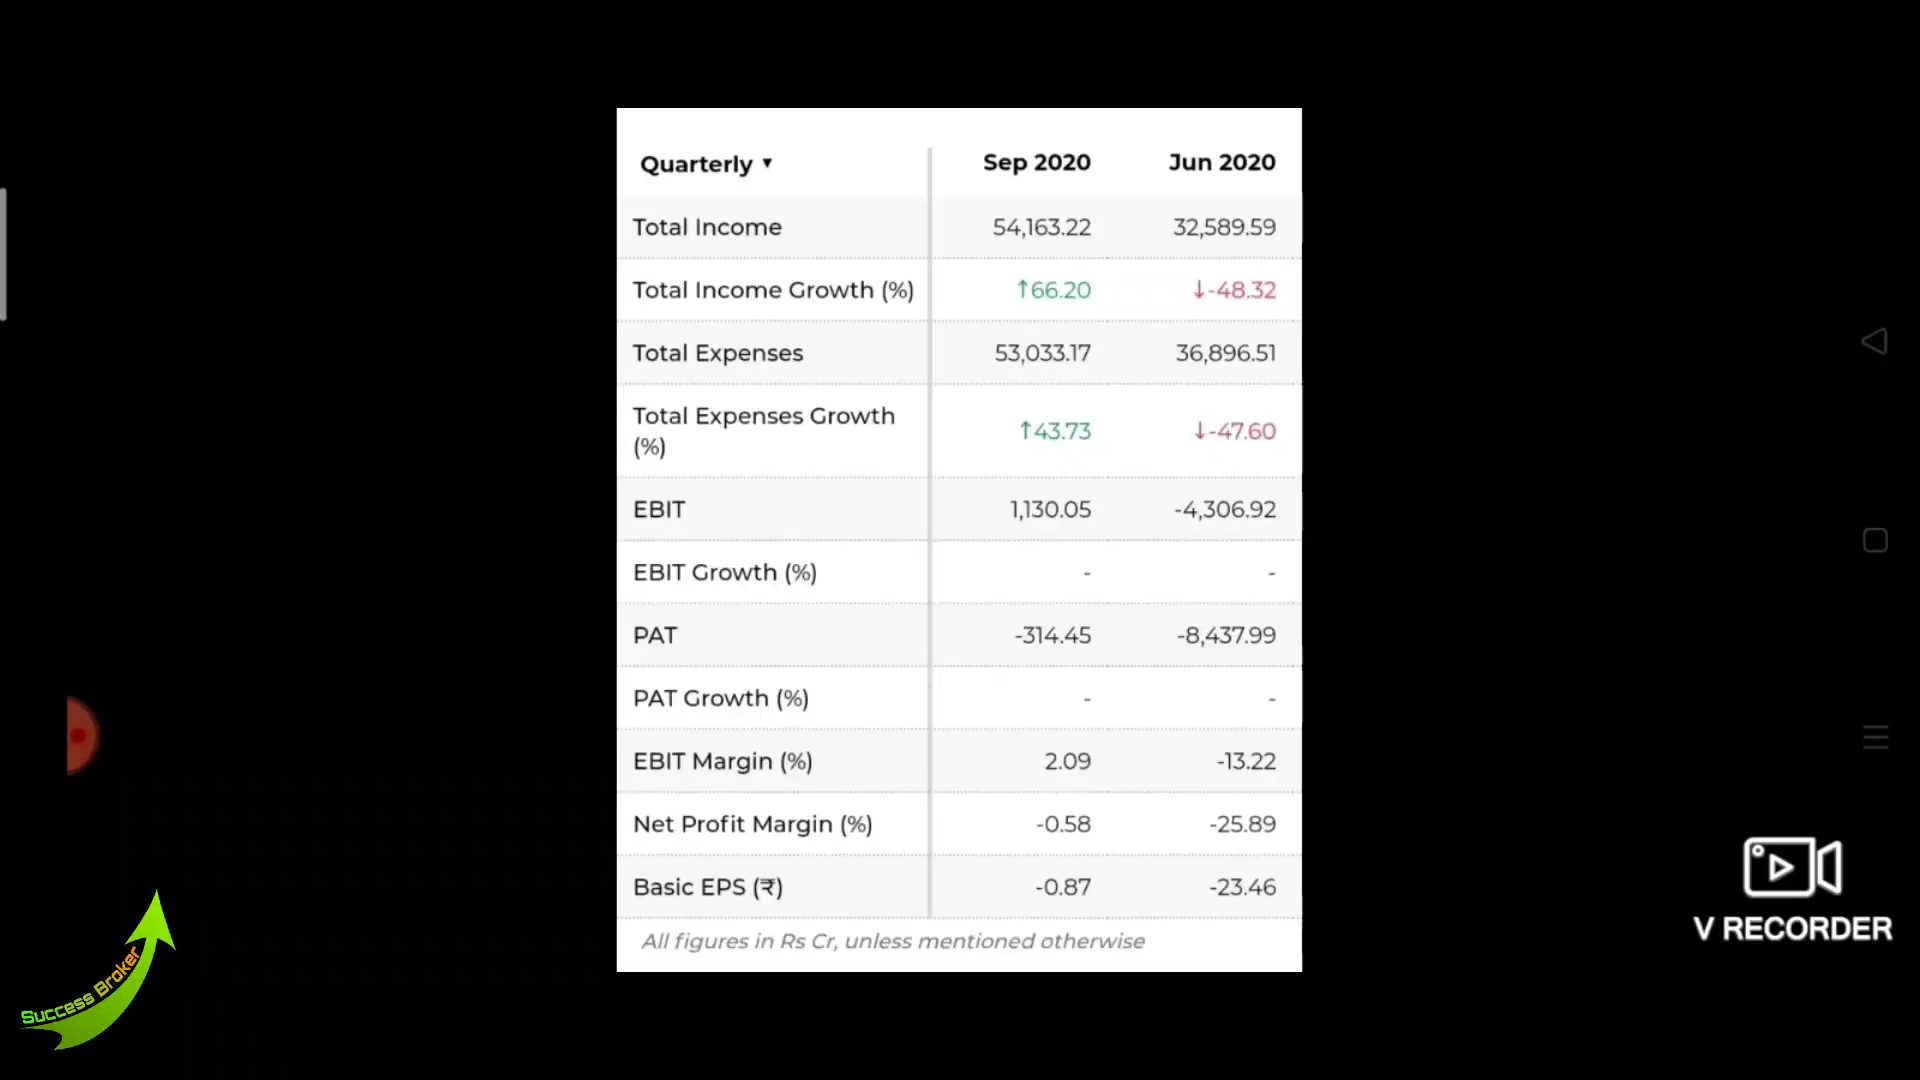 Quarterly ▼ Sep 2020 Jun 2020
Total Income 54,163.22 32,589.59
Total Income Growth (%) ↑66.20 ↓-48.32
Total Expenses 53,033.17 36,896.51
Total Expenses Growth
(%) ↑43.73 ↓-47.60
EBIT 1,130.05 -4,306.92
EBIT Growth (%) - -
PAT -314.45 -8,437.99
PAT Growth (%) - -
EBIT Margin (%) 2.09 -13.22
Net Profit Margin (%) -0.58 -25.89
Basic EPS (₹) -0.87 -23.46
All figures in Rs Cr, unless mentioned otherwise
Success Broker
V RECORDER